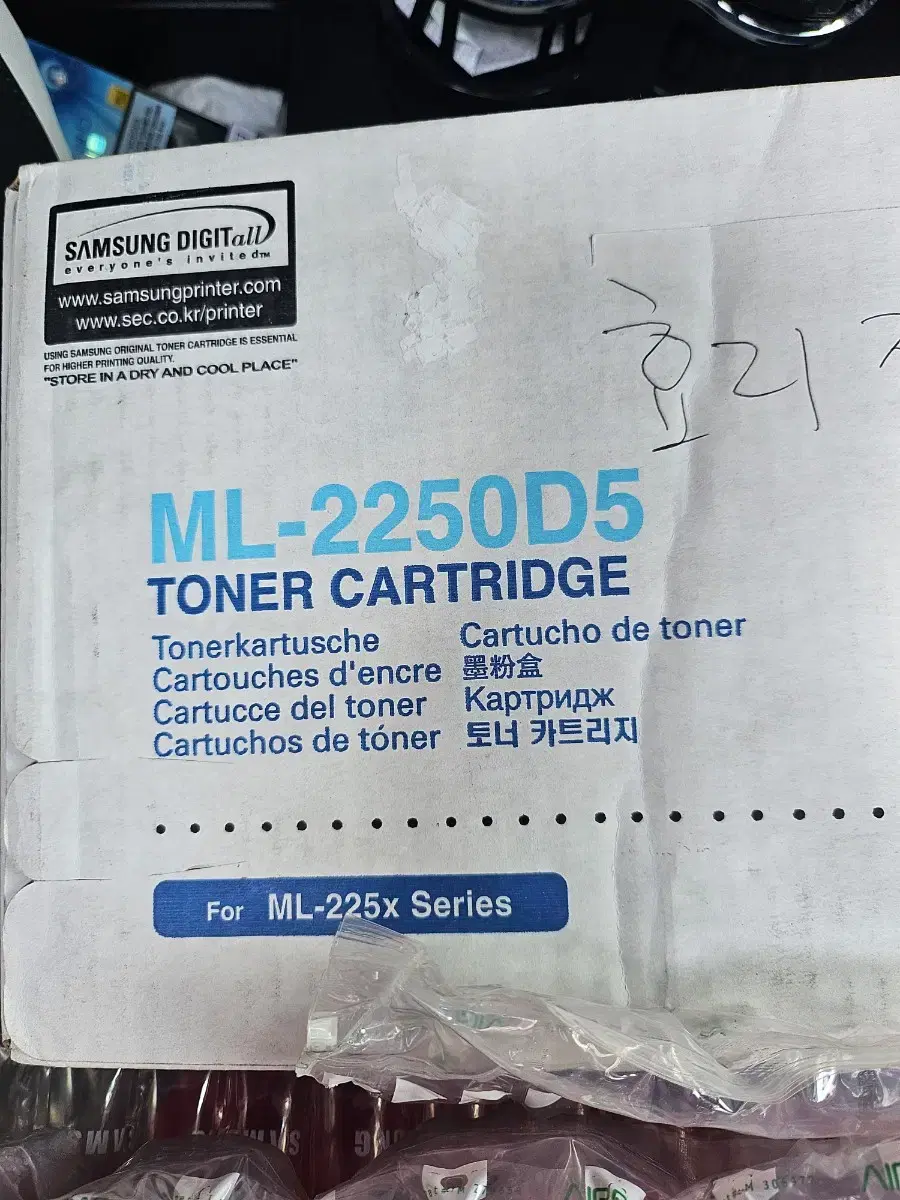 SAMSUNG DIGITall
everyone's invited™
www.samsungprinter.com
www.sec.co.kr/printer
USING SAMSUNG ORIGINAL TONER CARTRIDGE IS ESSENTIAL
FOR HIGHER PRINTING QUALITY.
"STORE IN A DRY AND COOL PLACE"
효리
ML-2250D5
TONER CARTRIDGE
Tonerkartusche
Cartouches d'encre
Cartucce del toner
Cartuchos de tóner
Cartucho de toner
墨粉盒
Картридж
토너 카트리지
For ML-225x Series